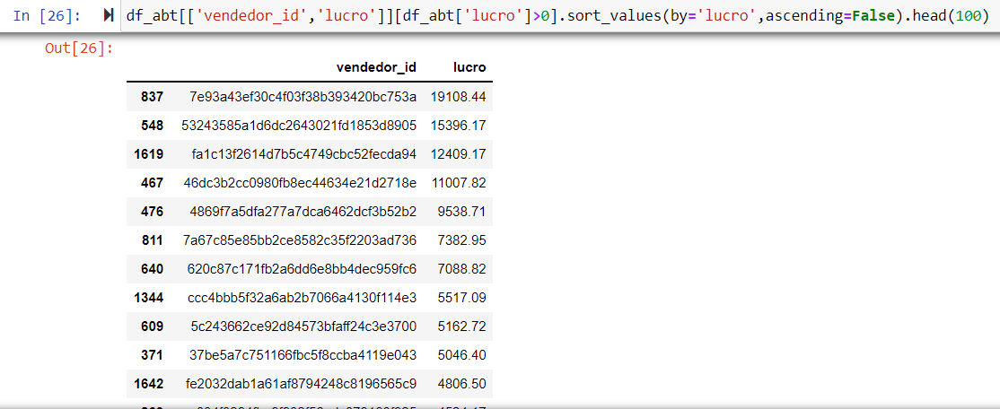 In [26]: df_abt[['vendedor_id','lucro']][df_abt['lucro']>0].sort_values(by='lucro',ascending=False).head(100)
Out[26]:
vendedor_id lucro
837 7e93a43ef30c4f03f38b393420bc753a 19108.44
548 53243585a1d6dc2643021fd1853d8905 15396.17
1619 fa1c13f2614d7b5c4749cbc52fecda94 12409.17
467 46dc3b2cc0980fb8ec44634e21d2718e 11007.82
476 4869f7a5dfa277a7dca6462dcf3b52b2 9538.71
811 7a67c85e85bb2ce8582c35f2203ad736 7382.95
640 620c87c171fb2a6dd6e8bb4dec959fc6 7088.82
1344 ccc4bbb5f32a6ab2b7066a4130f114e3 5517.09
609 5c243662ce92d84573bfaff24c3e3700 5162.72
371 37be5a7c751166fbc5f8ccba4119e043 5046.40
1642 fe2032dab1a61af8794248c8196565c9 4806.50